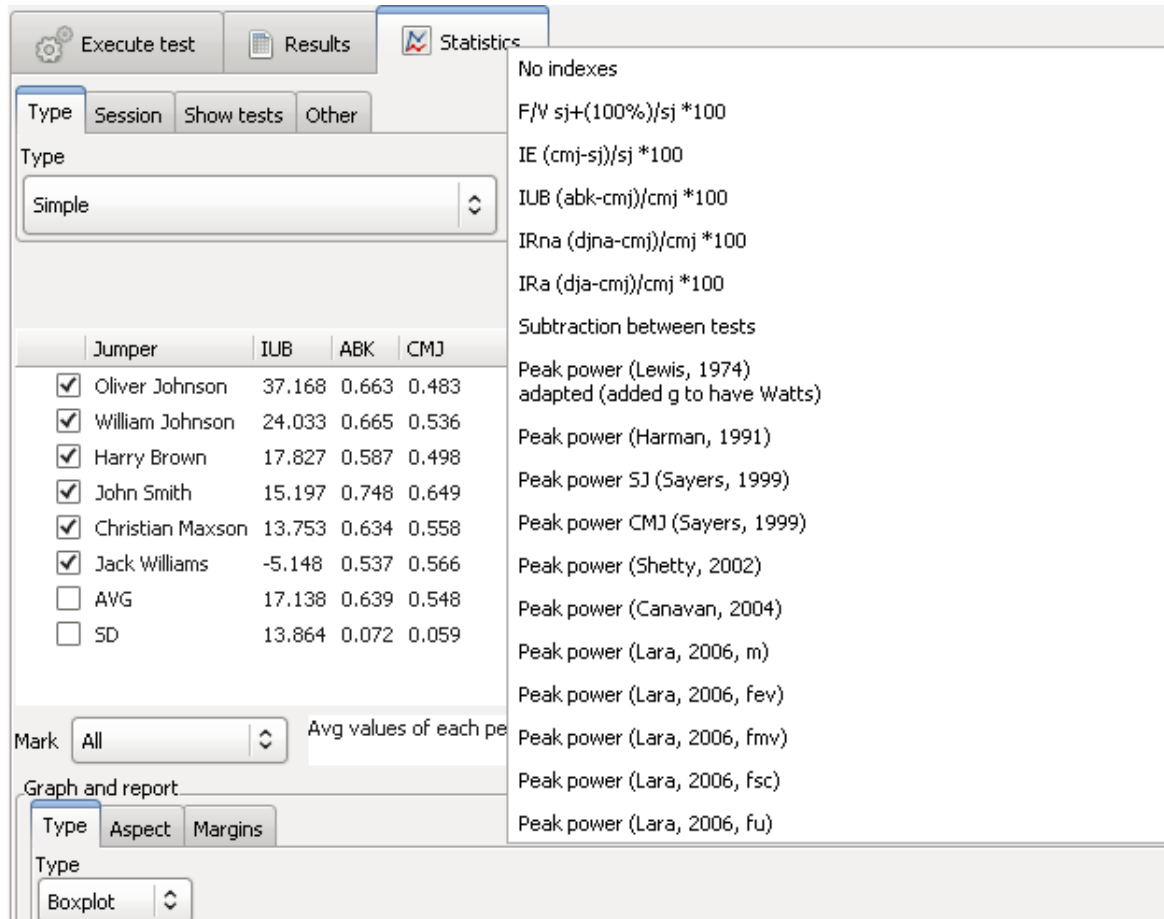 Execute test
Results
Statistics
Type
Session
Show tests
Other
Type
Simple
No indexes
F/V sj+(100%)/sj *100
IE (cmj-sj)/sj *100
IUB (abk-cmj)/cmj *100
IRna (djna-cmj)/cmj *100
IRa (dja-cmj)/cmj *100
Subtraction between tests
Peak power (Lewis, 1974)
adapted (added g to have Watts)
Peak power (Harman, 1991)
Peak power SJ (Sayers, 1999)
Peak power CMJ (Sayers, 1999)
Peak power (Shetty, 2002)
Peak power (Canavan, 2004)
Peak power (Lara, 2006, m)
Peak power (Lara, 2006, fev)
Peak power (Lara, 2006, fmv)
Peak power (Lara, 2006, fsc)
Peak power (Lara, 2006, fu)
Jumper IUB ABK CMJ
Oliver Johnson 37.168 0.663 0.483
William Johnson 24.033 0.665 0.536
Harry Brown 17.827 0.587 0.498
John Smith 15.197 0.748 0.649
Christian Maxson 13.753 0.634 0.558
Jack Williams -5.148 0.537 0.566
AVG 17.138 0.639 0.548
SD 13.864 0.072 0.059
Mark All
Avg values of each pe
Graph and report
Type
Aspect
Margins
Type
Boxplot